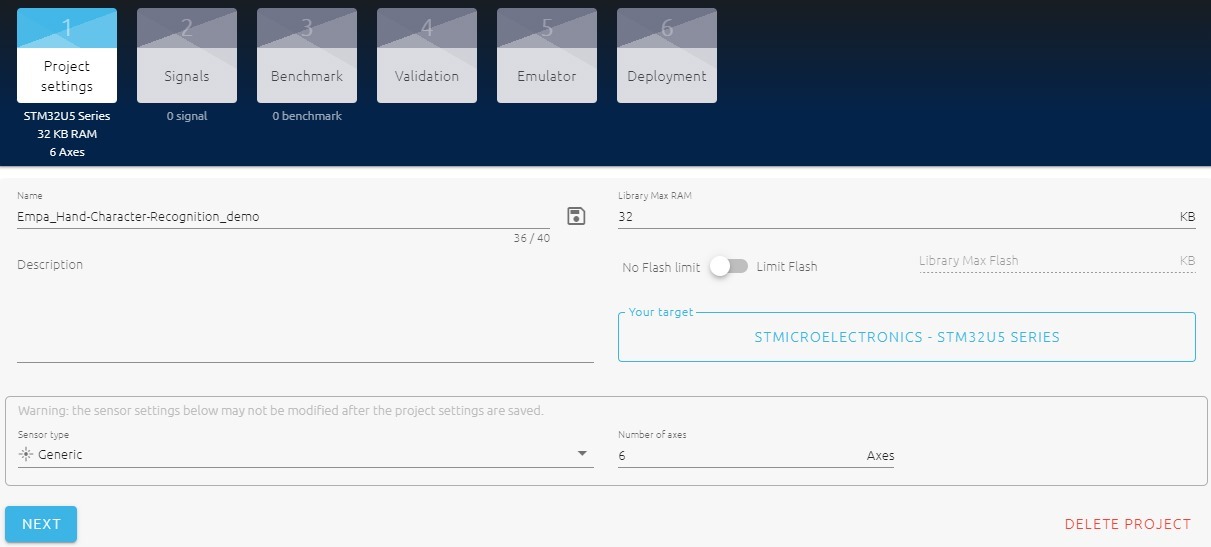 1
Project
settings
STM32U5 Series
32 KB RAM
6 Axes
2
Signals
0 signal
3
Benchmark
0 benchmark
4
Validation
5
Emulator
6
Deployment
Name
Empa_Hand-Character-Recognition_demo
36 / 40
Description
Library Max RAM
32 KB
No Flash limit Limit Flash
Library Max Flash KB
Your target
STMICROELECTRONICS - STM32U5 SERIES
Warning: the sensor settings below may not be modified after the project settings are saved.
Sensor type
Generic
Number of axes
6 Axes
NEXT
DELETE PROJECT